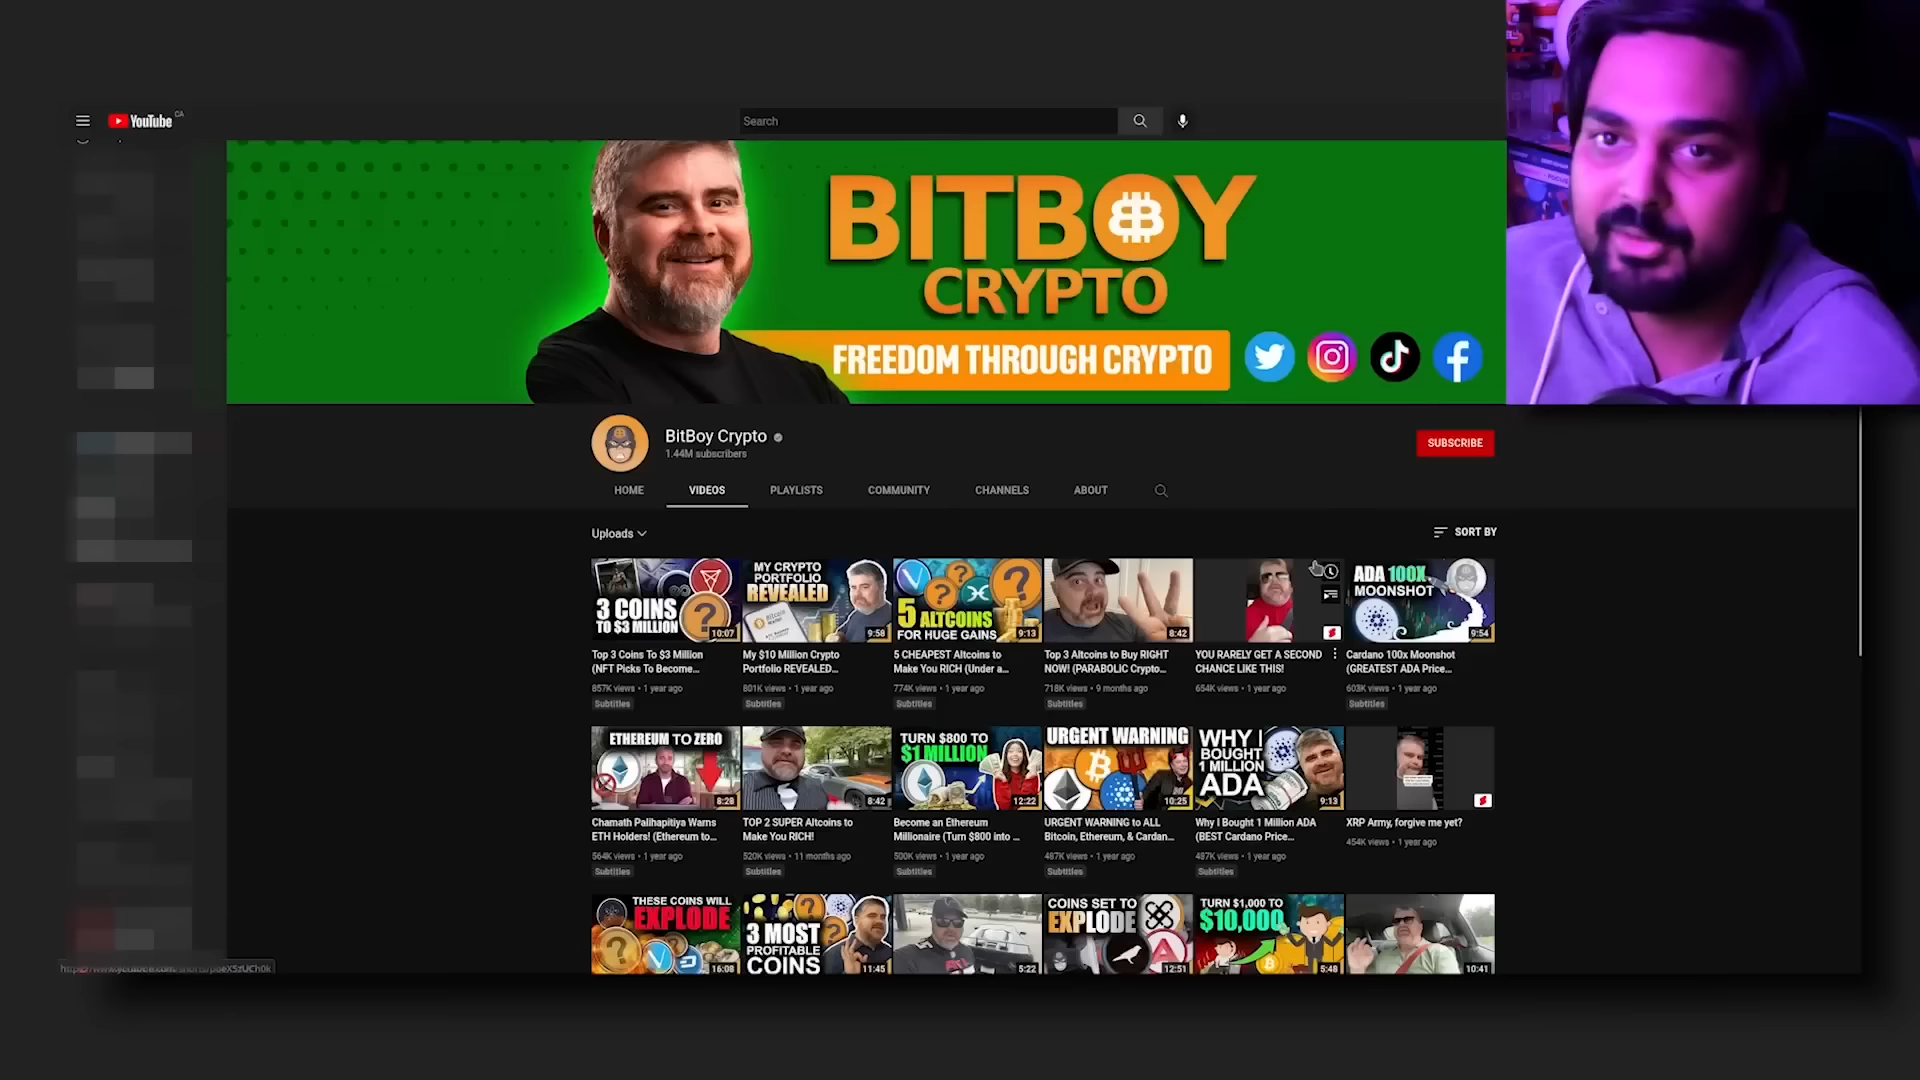 YouTube
CA
Search
BITBOY
CRYPTO
FREEDOM THROUGH CRYPTO
BitBoy Crypto
1.44M subscribers
SUBSCRIBE
HOME
VIDEOS
PLAYLISTS
COMMUNITY
CHANNELS
ABOUT
Uploads
SORT BY
3 COINS
TO $3 MILLION
10:07
MY CRYPTO
PORTFOLIO
REVEALED
9:58
5 ALTCOINS
FOR HUGE GAINS
9:13
8:42
ADA 100X
MOONSHOT
9:54
Top 3 Coins To $3 Million
(NFT Picks To Become...
857K views • 1 year ago
Subtitles
My $10 Million Crypto
Portfolio REVEALED...
801K views • 1 year ago
Subtitles
5 CHEAPEST Altcoins to
Make You RICH (Under a...
774K views • 1 year ago
Subtitles
Top 3 Altcoins to Buy RIGHT
NOW! (PARABOLIC Crypto...
718K views • 9 months ago
Subtitles
YOU RARELY GET A SECOND
CHANCE LIKE THIS!
654K views • 1 year ago
Cardano 100x Moonshot
(GREATEST ADA Price...
603K views • 1 year ago
Subtitles
ETHEREUM TO ZERO
8:28
8:42
TURN $800 TO
$1 MILLION
12:22
URGENT WARNING
10:25
WHY I
BOUGHT
1 MILLION
ADA
9:13
Chamath Palihapitiya Warns
ETH Holders! (Ethereum to...
564K views • 1 year ago
Subtitles
TOP 2 SUPER Altcoins to
Make You RICH!
520K views • 11 months ago
Subtitles
Become an Ethereum
Millionaire (Turn $800 into ...
500K views • 1 year ago
Subtitles
URGENT WARNING to ALL
Bitcoin, Ethereum, & Cardan...
487K views • 1 year ago
Subtitles
Why I Bought 1 Million ADA
(BEST Cardano Price...
487K views • 1 year ago
Subtitles
XRP Army, forgive me yet?
454K views • 1 year ago
THESE COINS WILL
EXPLODE
16:08
3 MOST
PROFITABLE
COINS
11:45
5:22
COINS SET TO
EXPLODE
12:51
TURN $1,000 TO
$10,000
5:48
10:41